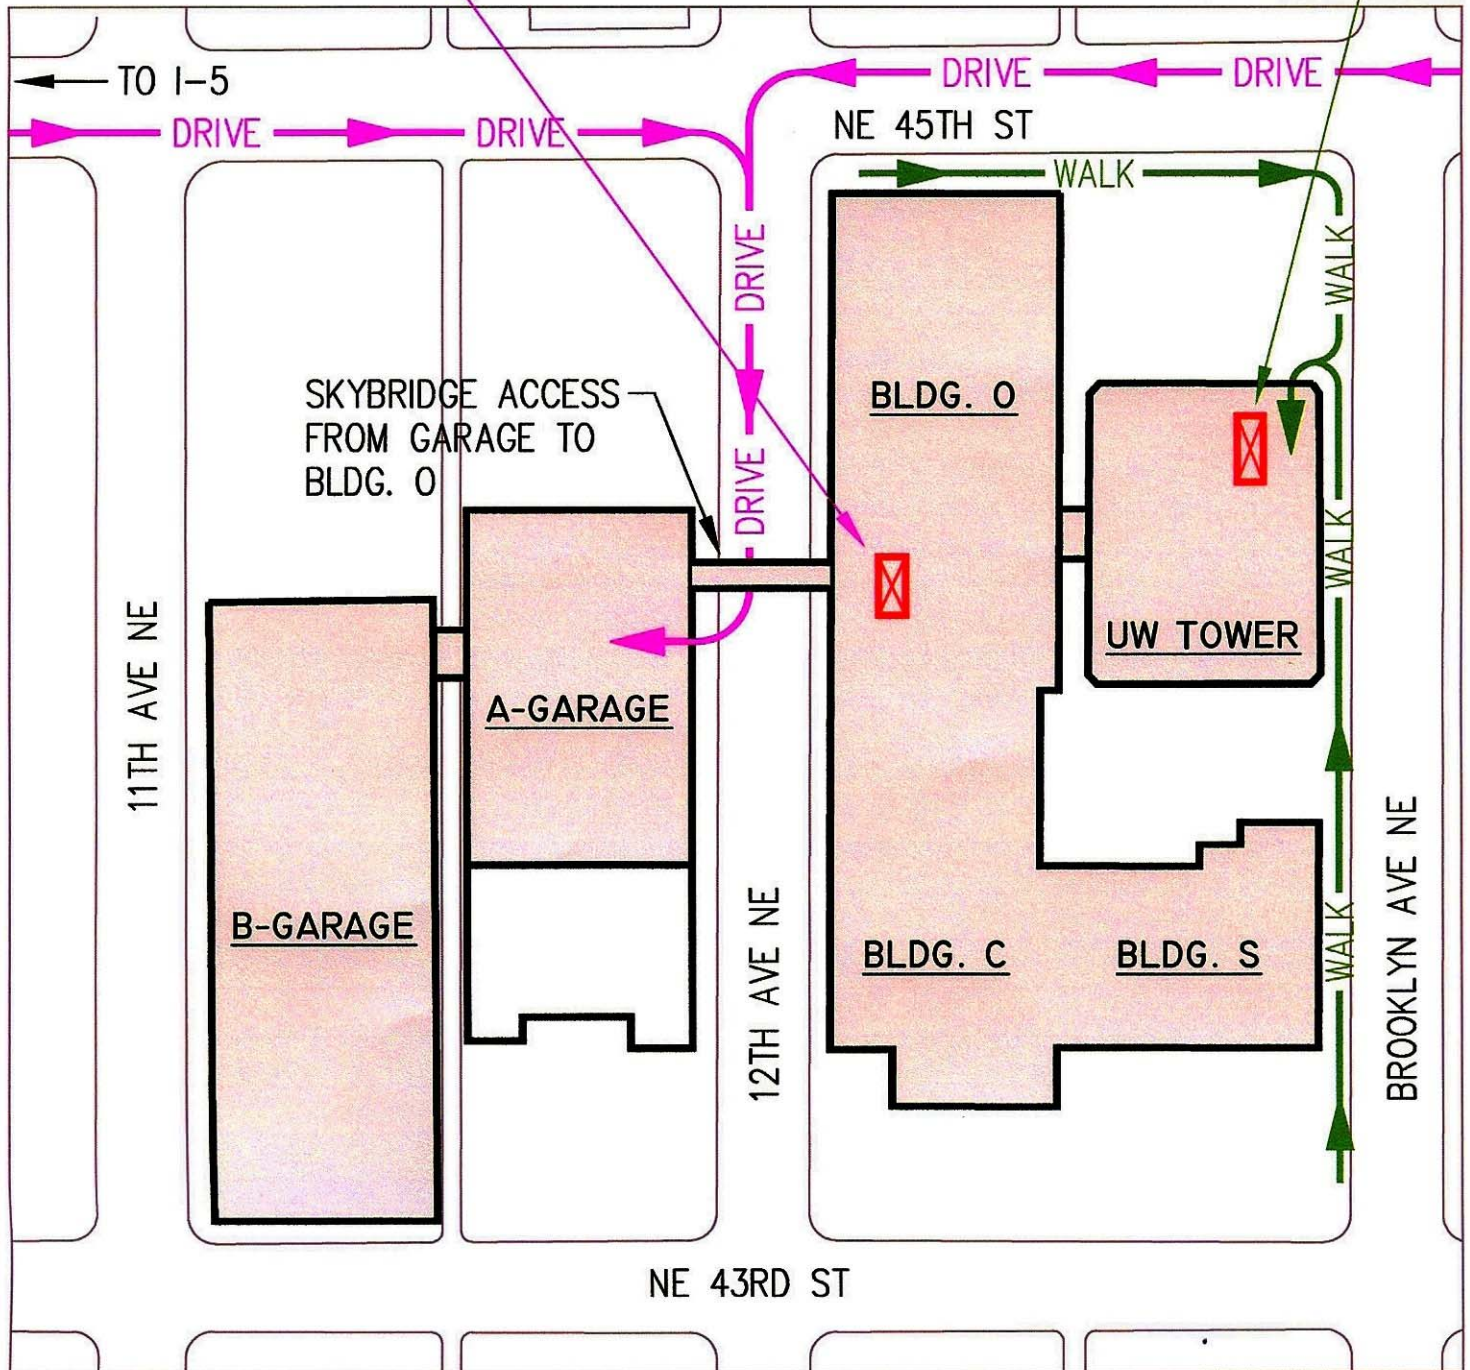 TO I-5
DRIVE
DRIVE
DRIVE
DRIVE
NE 45TH ST
WALK
WALK
DRIVE
SKYBRIDGE ACCESS
FROM GARAGE TO
BLDG. O
BLDG. O
DRIVE
WALK
UW TOWER
A-GARAGE
11TH AVE NE
B-GARAGE
12TH AVE NE
BLDG. C
BLDG. S
WALK
BROOKLYN AVE NE
NE 43RD ST